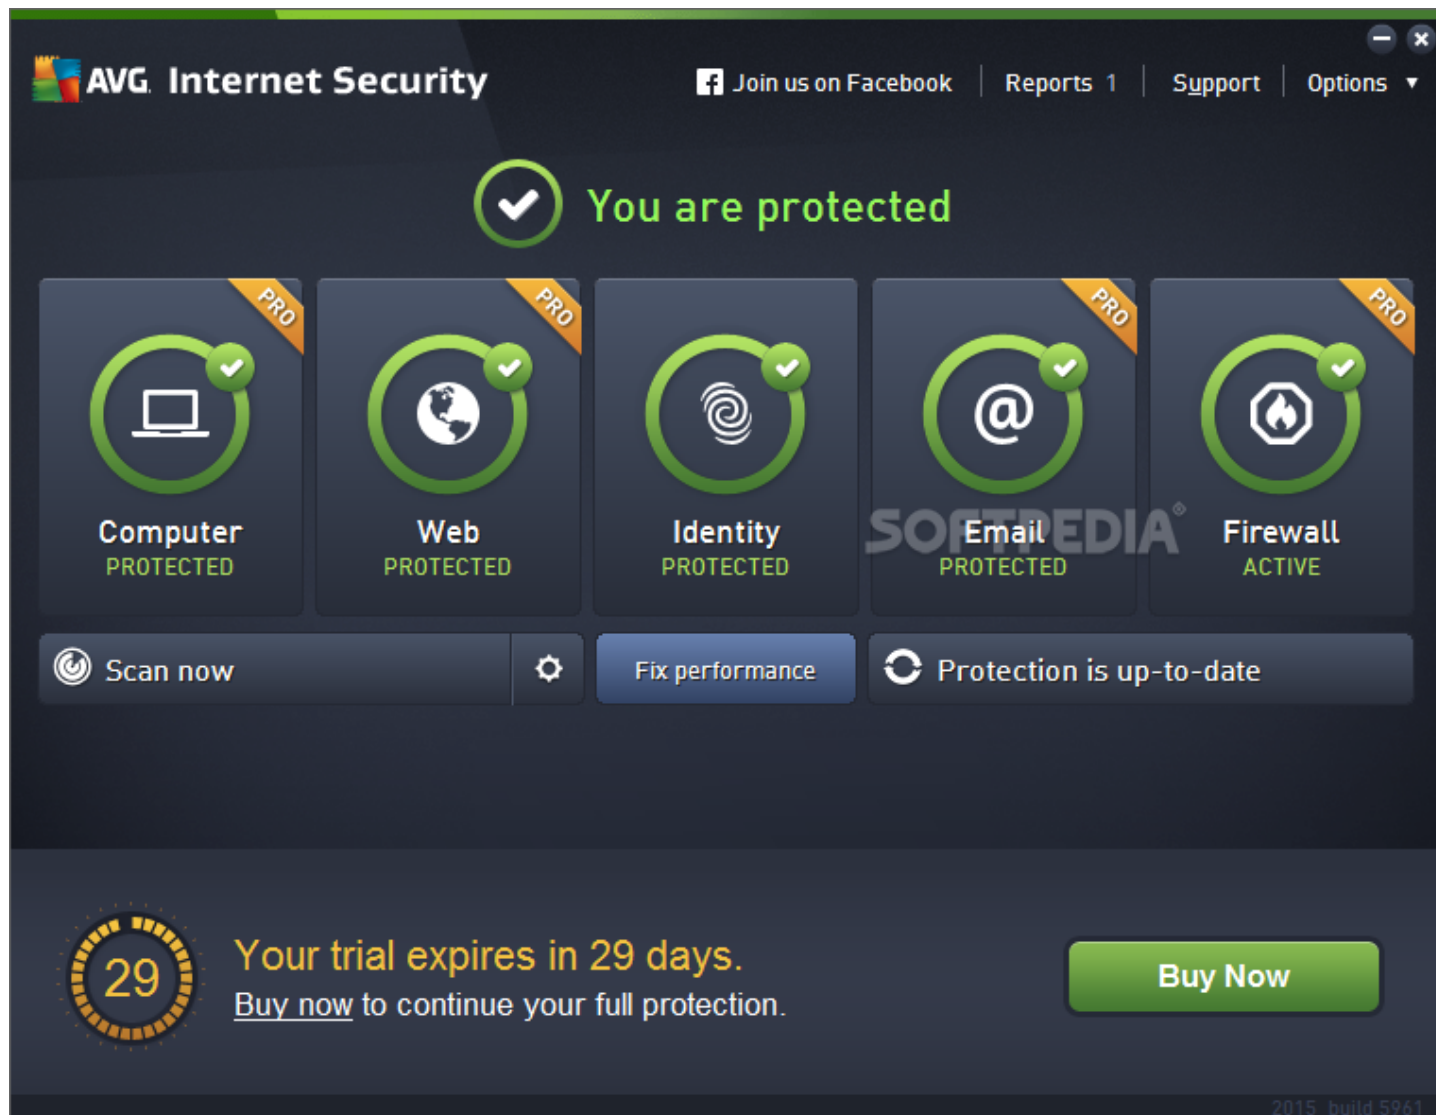 AVG Internet Security
Join us on Facebook
Reports 1
Support
Options
You are protected
PRO
PRO
PRO
PRO
Computer
PROTECTED
Web
PROTECTED
Identity
PROTECTED
Email
PROTECTED
Firewall
ACTIVE
SOFTPEDIA®
Scan now
Fix performance
Protection is up-to-date
29
Your trial expires in 29 days.
Buy now to continue your full protection.
Buy Now
2015 build 5961